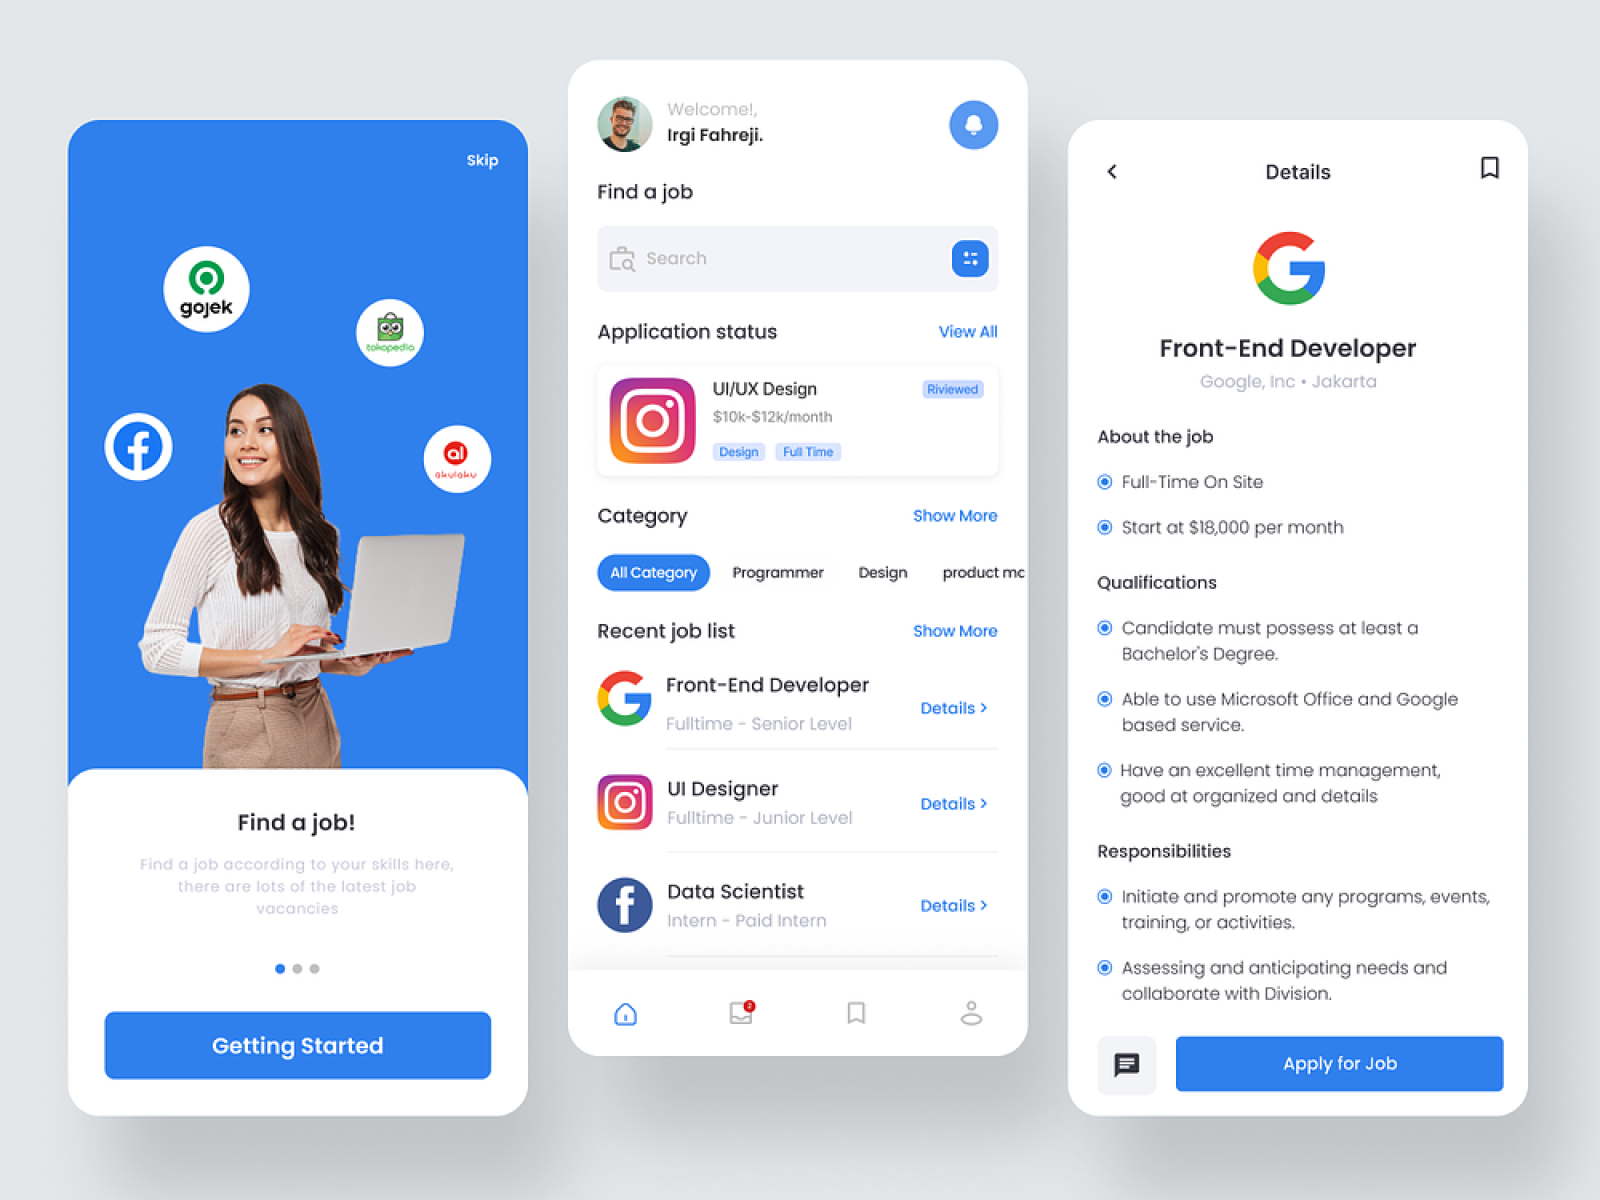 Skip
gojek
tokopedia
akulaku
Find a job!
Find a job according to your skills here,
there are lots of the latest job
vacancies
Getting Started
Welcome!,
Irgi Fahreji.
Find a job
Search
Application status
View All
UI/UX Design
Riviewed
$10k-$12k/month
Design
Full Time
Category
Show More
All Category
Programmer
Design
product mc
Recent job list
Show More
Front-End Developer
Fulltime - Senior Level
Details >
UI Designer
Fulltime - Junior Level
Details >
Data Scientist
Intern - Paid Intern
Details >
2
Details
Front-End Developer
Google, Inc • Jakarta
About the job
Full-Time On Site
Start at $18,000 per month
Qualifications
Candidate must possess at least a
Bachelor's Degree.
Able to use Microsoft Office and Google
based service.
Have an excellent time management,
good at organized and details
Responsibilities
Initiate and promote any programs, events,
training, or activities.
Assessing and anticipating needs and
collaborate with Division.
Apply for Job